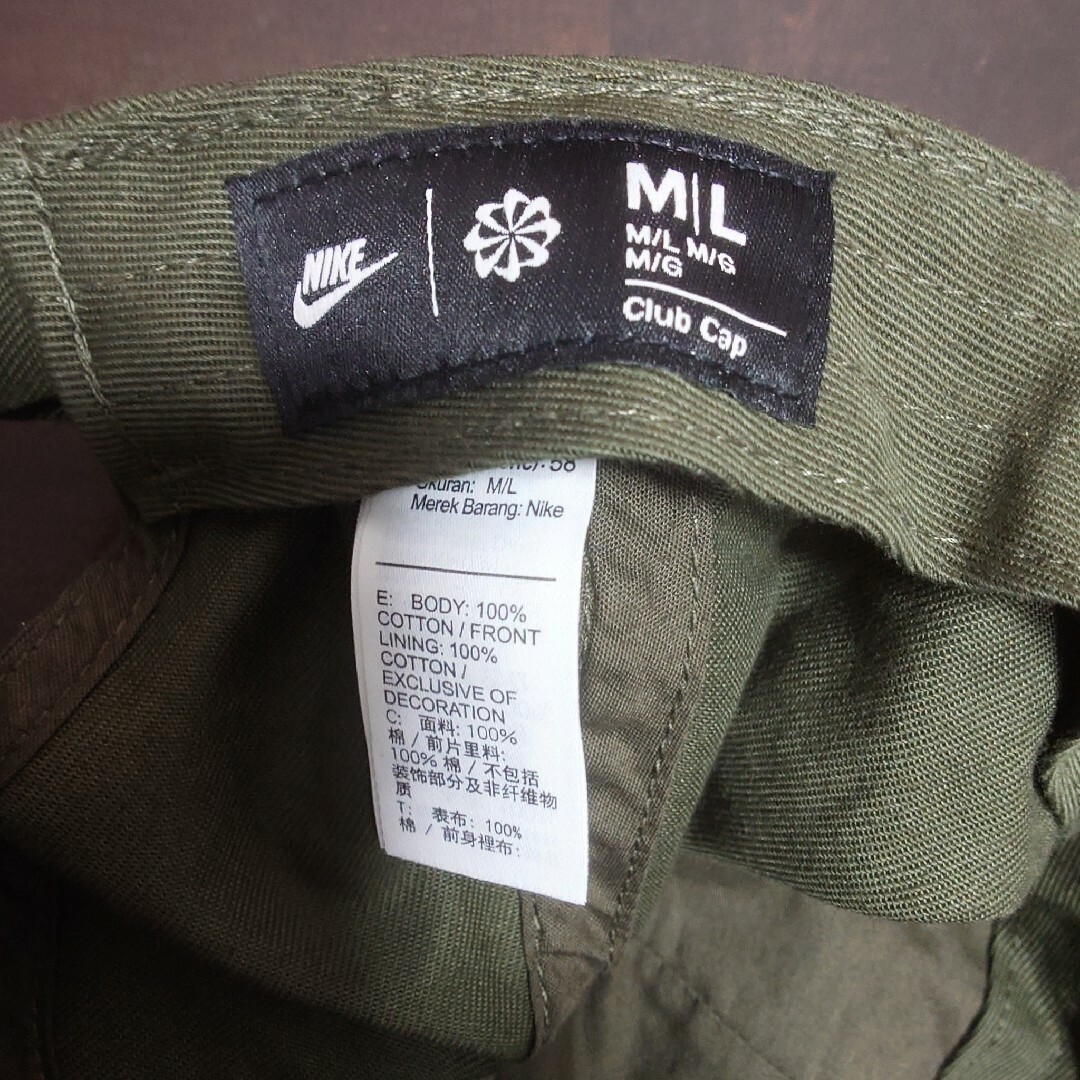 NIKE
M|L
M/L M/G
M/G
Club Cap
: 58
Ukuran: M/L
Merek Barang: Nike
E: BODY: 100%
COTTON / FRONT
LINING: 100%
COTTON /
EXCLUSIVE OF
DECORATION
C: 面料: 100%
棉 / 前片里料:
100% 棉 / 不包括
装饰部分及非纤维物
质
T: 表布: 100%
棉 / 前身裡布: